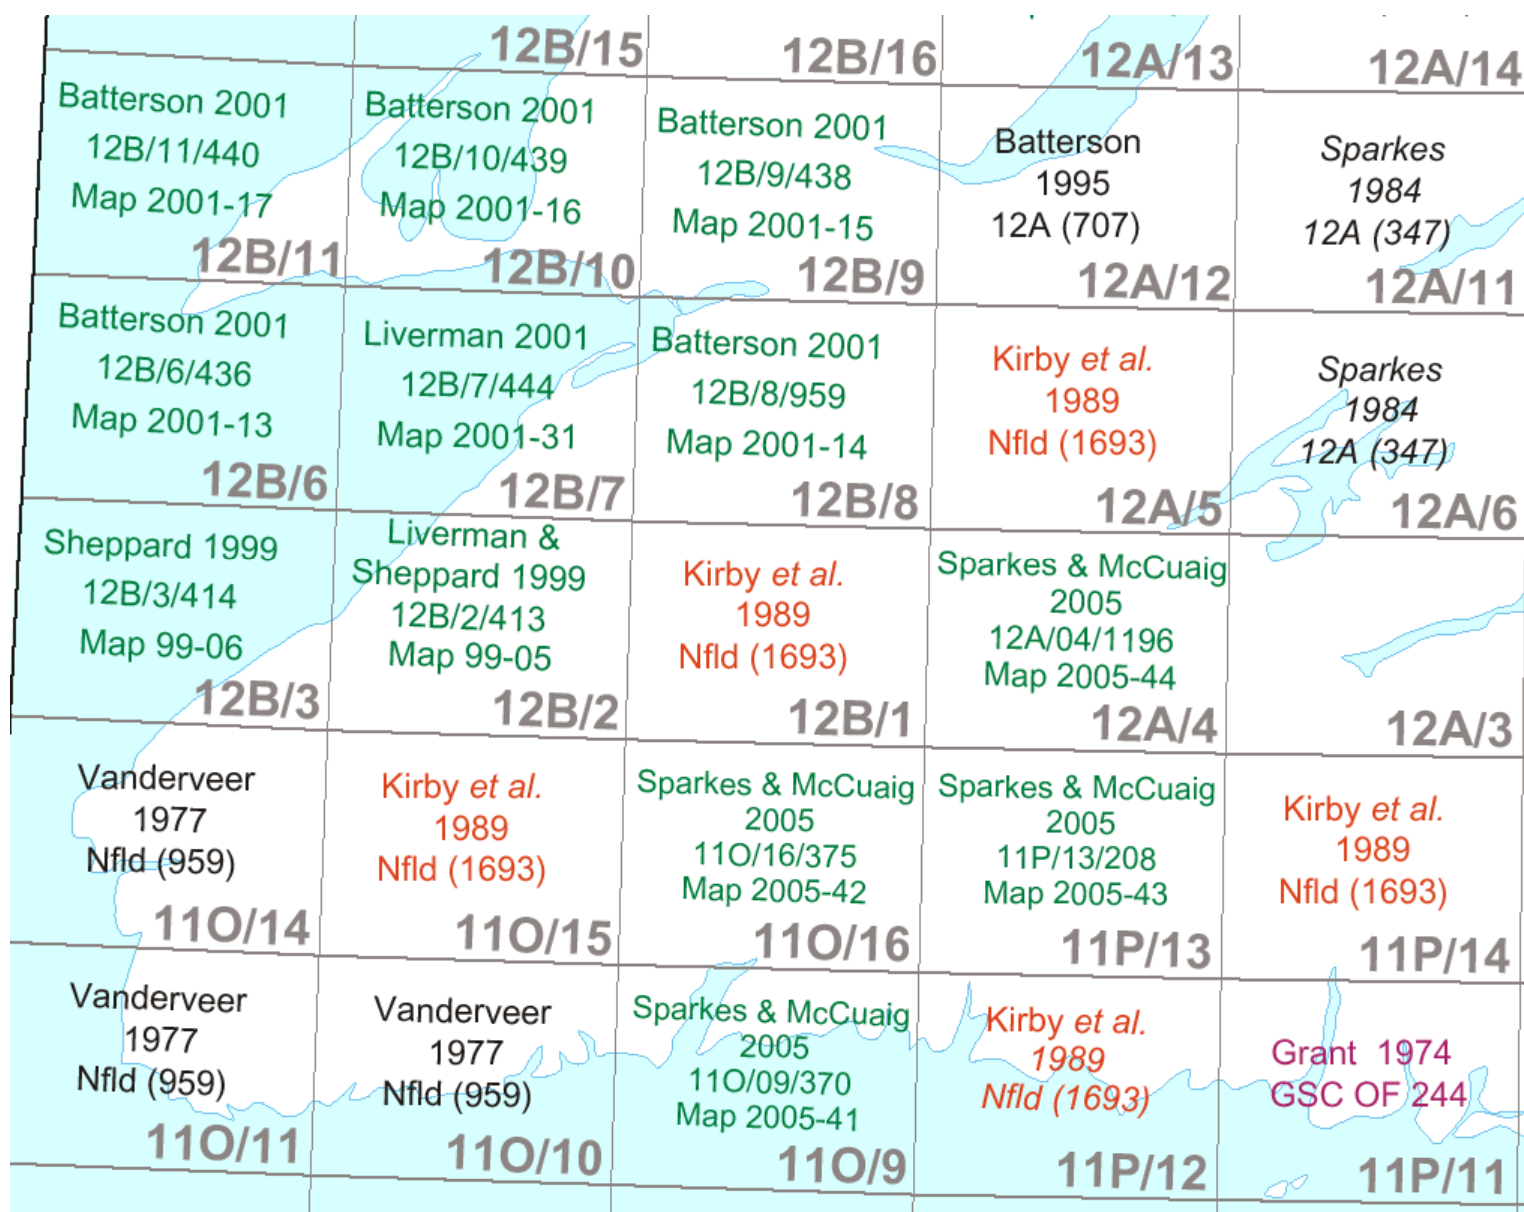 12B/15
12B/16
12A/13
12A/14
Batterson 2001
12B/11/440
Map 2001-17
12B/11
Batterson 2001
12B/10/439
Map 2001-16
12B/10
Batterson 2001
12B/9/438
Map 2001-15
12B/9
Batterson
1995
12A (707)
12A/12
Sparkes
1984
12A (347)
12A/11
Batterson 2001
12B/6/436
Map 2001-13
12B/6
Liverman 2001
12B/7/444
Map 2001-31
12B/7
Batterson 2001
12B/8/959
Map 2001-14
12B/8
Kirby et al.
1989
Nfld (1693)
12A/5
Sparkes
1984
12A (347)
12A/6
Sheppard 1999
12B/3/414
Map 99-06
12B/3
Liverman &
Sheppard 1999
12B/2/413
Map 99-05
12B/2
Kirby et al.
1989
Nfld (1693)
12B/1
Sparkes & McCuaig
2005
12A/04/1196
Map 2005-44
12A/4
12A/3
Vanderveer
1977
Nfld (959)
11O/14
Kirby et al.
1989
Nfld (1693)
11O/15
Sparkes & McCuaig
2005
11O/16/375
Map 2005-42
11O/16
Sparkes & McCuaig
2005
11P/13/208
Map 2005-43
11P/13
Kirby et al.
1989
Nfld (1693)
11P/14
Vanderveer
1977
Nfld (959)
11O/11
Vanderveer
1977
Nfld (959)
11O/10
Sparkes & McCuaig
2005
11O/09/370
Map 2005-41
11O/9
Kirby et al.
1989
Nfld (1693)
11P/12
Grant 1974
GSC OF 244
11P/11